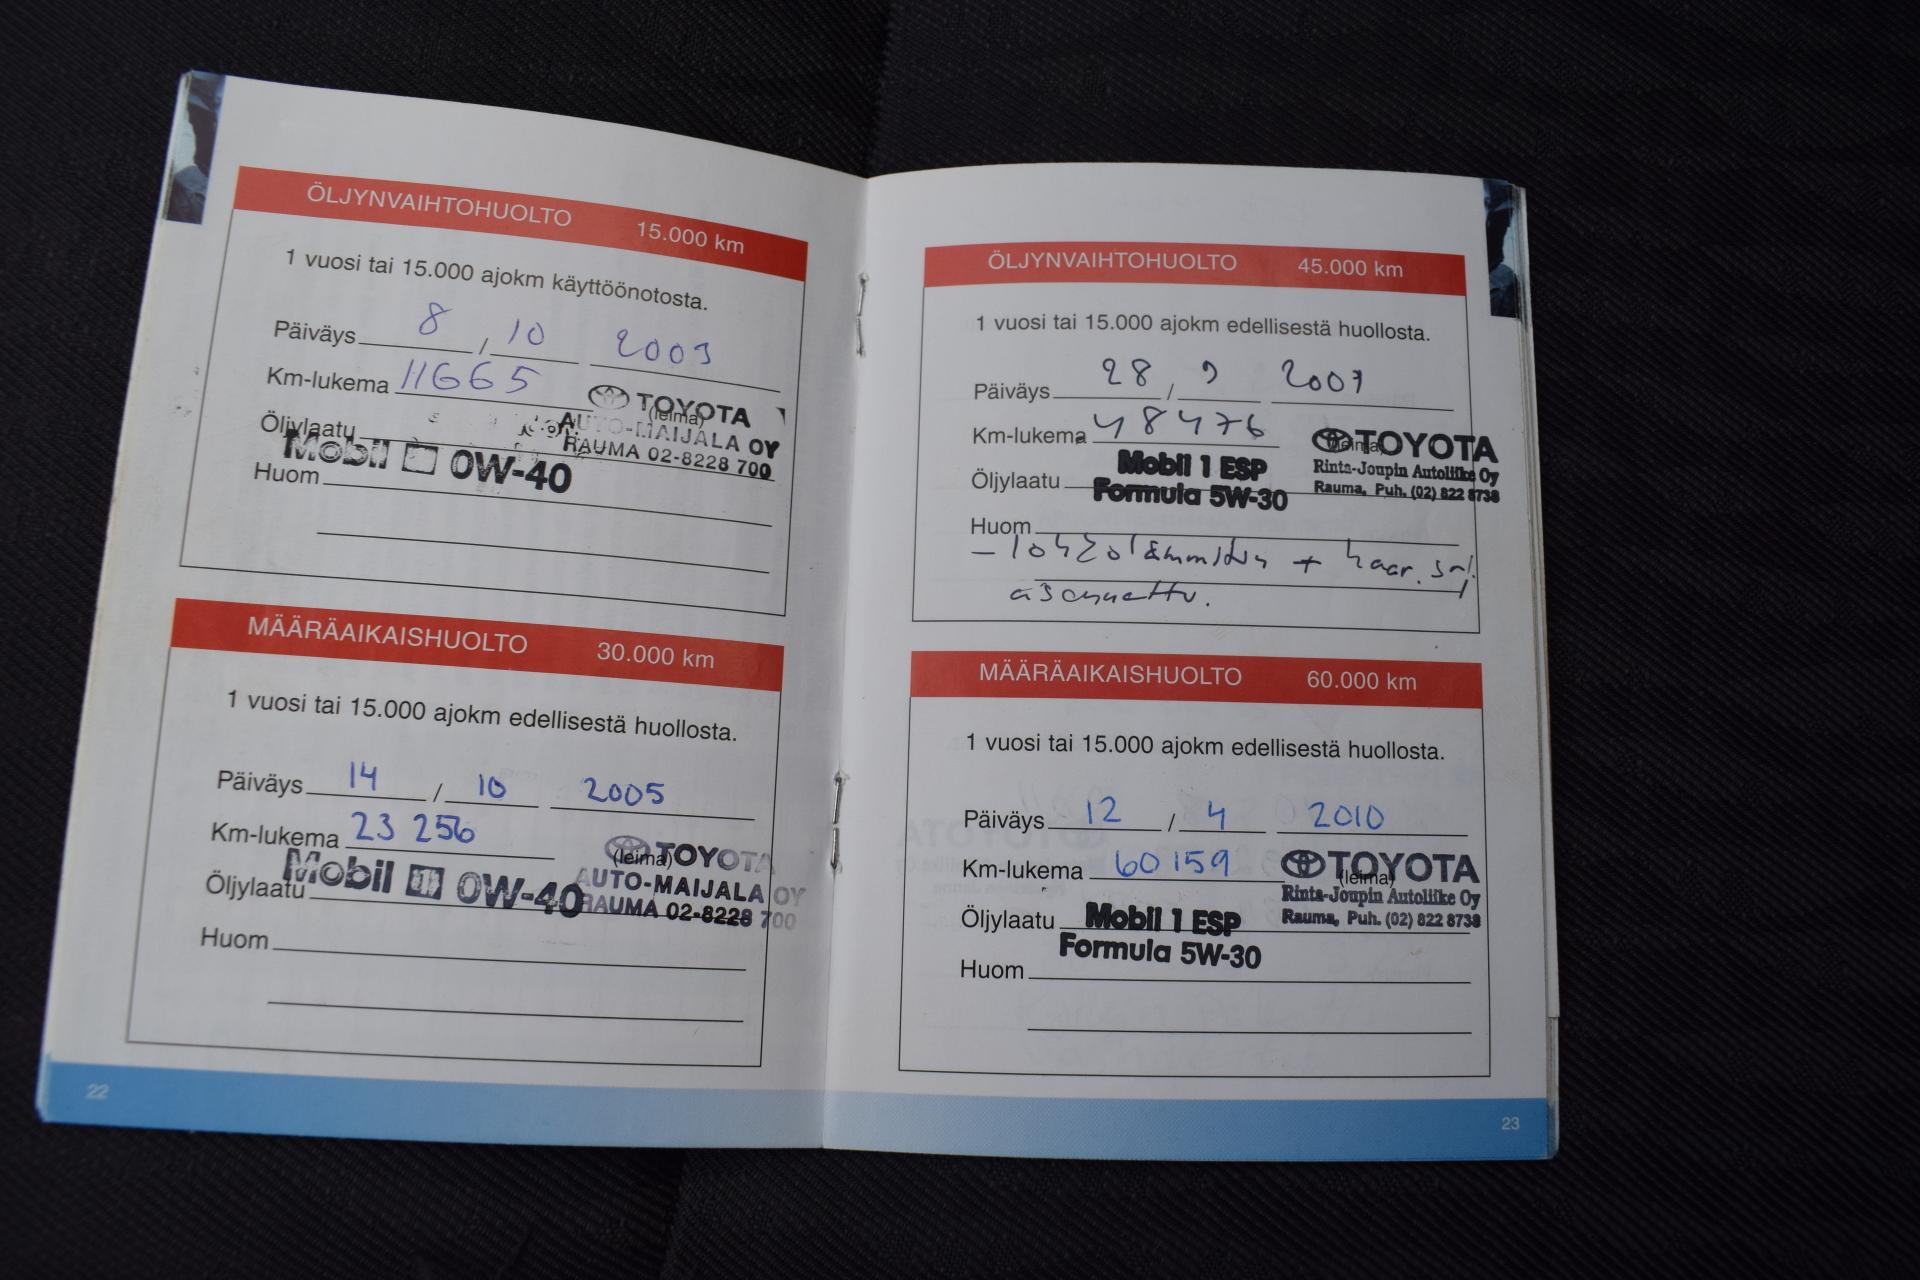 ÖLJYNVAIHTOHUOLTO 15.000 km
1 vuosi tai 15.000 ajokm käyttöönotosta.
Päiväys 8 / 10 2003
Km-lukema 11665
(leima)
TOYOTA
AUTO-MAIJALA OY
RAUMA 02-8228 700
Öljylaatu Mobil 1 0W-40
Huom
MÄÄRÄAIKAISHUOLTO 30.000 km
1 vuosi tai 15.000 ajokm edellisestä huollosta.
Päiväys 14 / 10 2005
Km-lukema 23 256
(leima)
TOYOTA
AUTO-MAIJALA OY
RAUMA 02-8228 700
Öljylaatu Mobil 1 0W-40
Huom
22
ÖLJYNVAIHTOHUOLTO 45.000 km
1 vuosi tai 15.000 ajokm edellisestä huollosta.
Päiväys 28 / 9 2007
Km-lukema 48476
(leima)
TOYOTA
Rinta-Joupin Autoliike Oy
Rauma, Puh. (02) 822 8738
Öljylaatu Mobil 1 ESP
Formula 5W-30
Huom
- lohkolämmitin + haar.
asennettu.
MÄÄRÄAIKAISHUOLTO 60.000 km
1 vuosi tai 15.000 ajokm edellisestä huollosta.
Päiväys 12 / 4 2010
Km-lukema 60159
(leima)
TOYOTA
Rinta-Joupin Autoliike Oy
Rauma, Puh. (02) 822 8738
Öljylaatu Mobil 1 ESP
Formula 5W-30
Huom
23